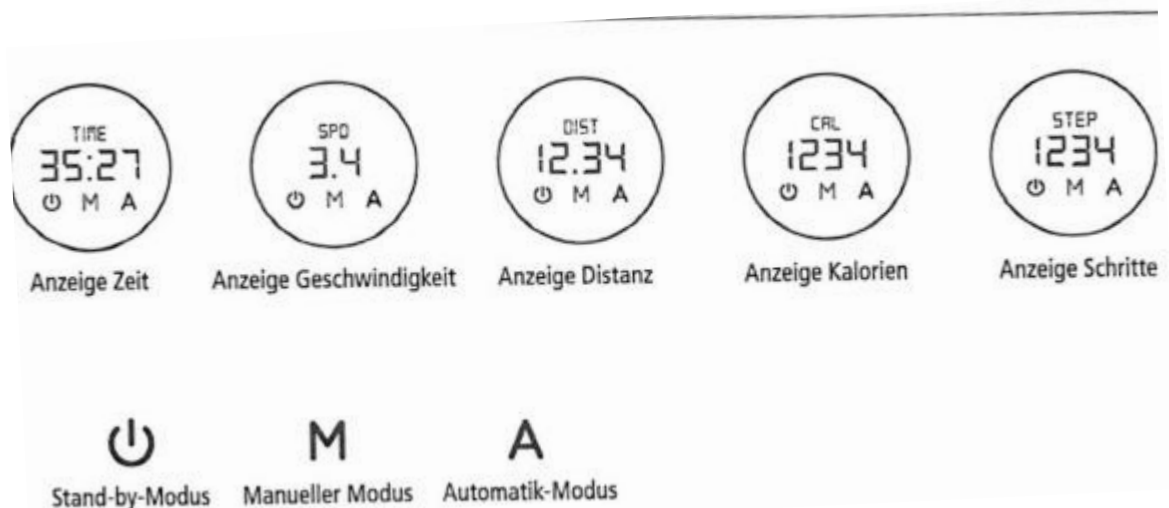 TIME
35:27
M A
Anzeige Zeit
SPD
3.4
M A
Anzeige Geschwindigkeit
DIST
12.34
M A
Anzeige Distanz
CAL
1234
M A
Anzeige Kalorien
STEP
1234
M A
Anzeige Schritte
M A
Stand-by-Modus Manueller Modus Automatik-Modus